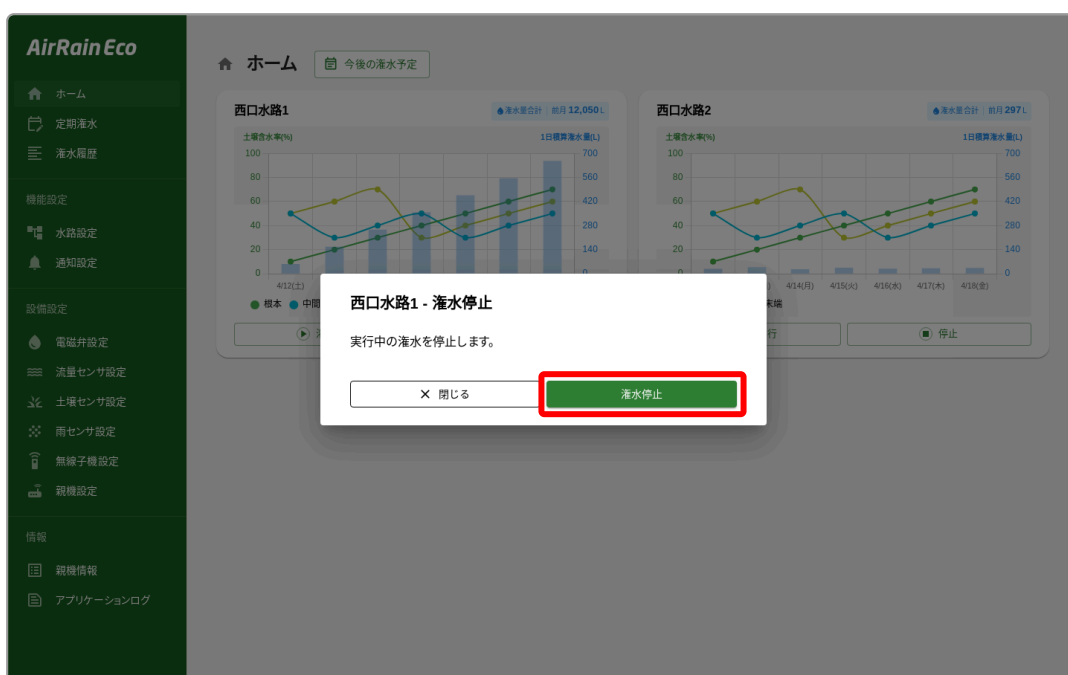 AirRain Eco
ホーム
定期潅水
潅水履歴
機能設定
水路設定
通知設定
設備設定
電磁弁設定
流量センサ設定
土壌センサ設定
雨センサ設定
無線子機設定
親機設定
情報
親機情報
アプリケーションログ
ホーム 今後の潅水予定
西口水路1 潅水量合計 前月 12,050 L
土壌含水率(%) 1日積算潅水量(L)
100 700
80 560
60 420
40 280
20 140
0 0
4/12(土)
根本 中間
西口水路2 潅水量合計 前月 297 L
土壌含水率(%) 1日積算潅水量(L)
100 700
80 560
60 420
40 280
20 140
0 0
4/14(月) 4/15(火) 4/16(水) 4/17(木) 4/18(金)
末端
行 停止
西口水路1 - 潅水停止
実行中の潅水を停止します。
閉じる 潅水停止